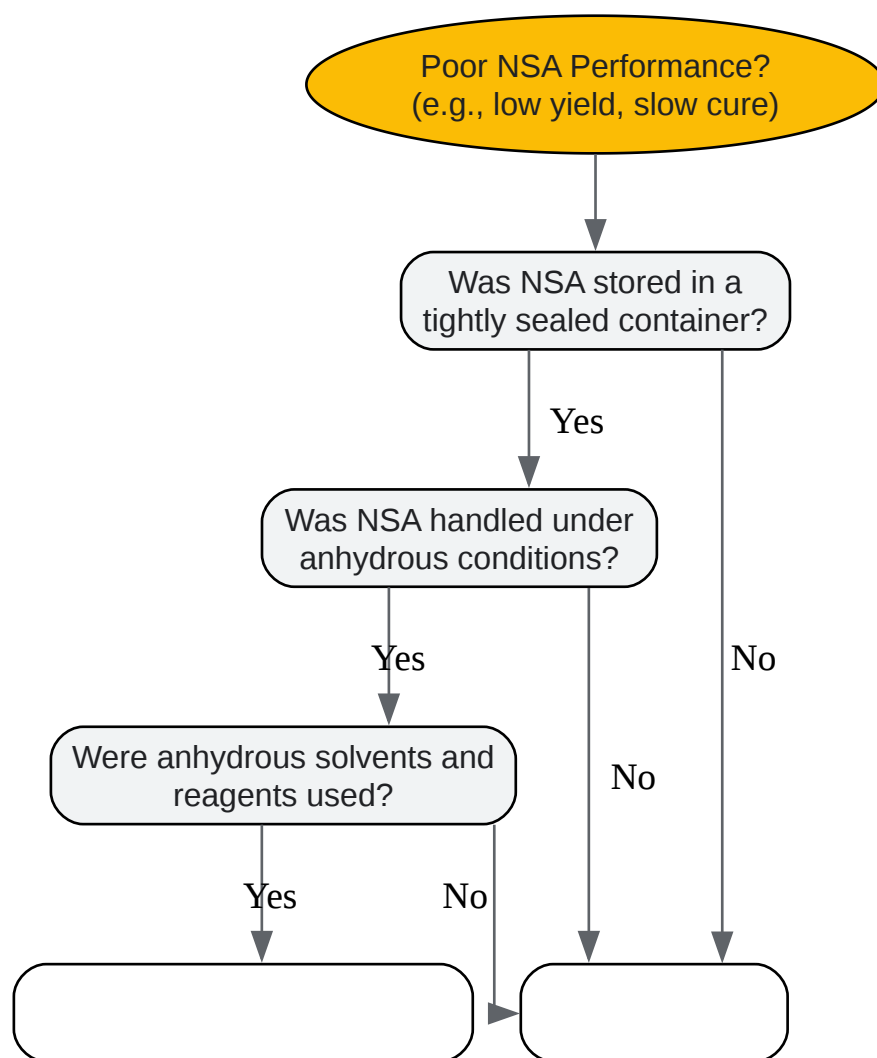 Poor NSA Performance?
(e.g., low yield, slow cure)
Was NSA stored in a
tightly sealed container?
Yes
Was NSA handled under
anhydrous conditions?
Yes
No
Were anhydrous solvents and
reagents used?
No
Yes
No